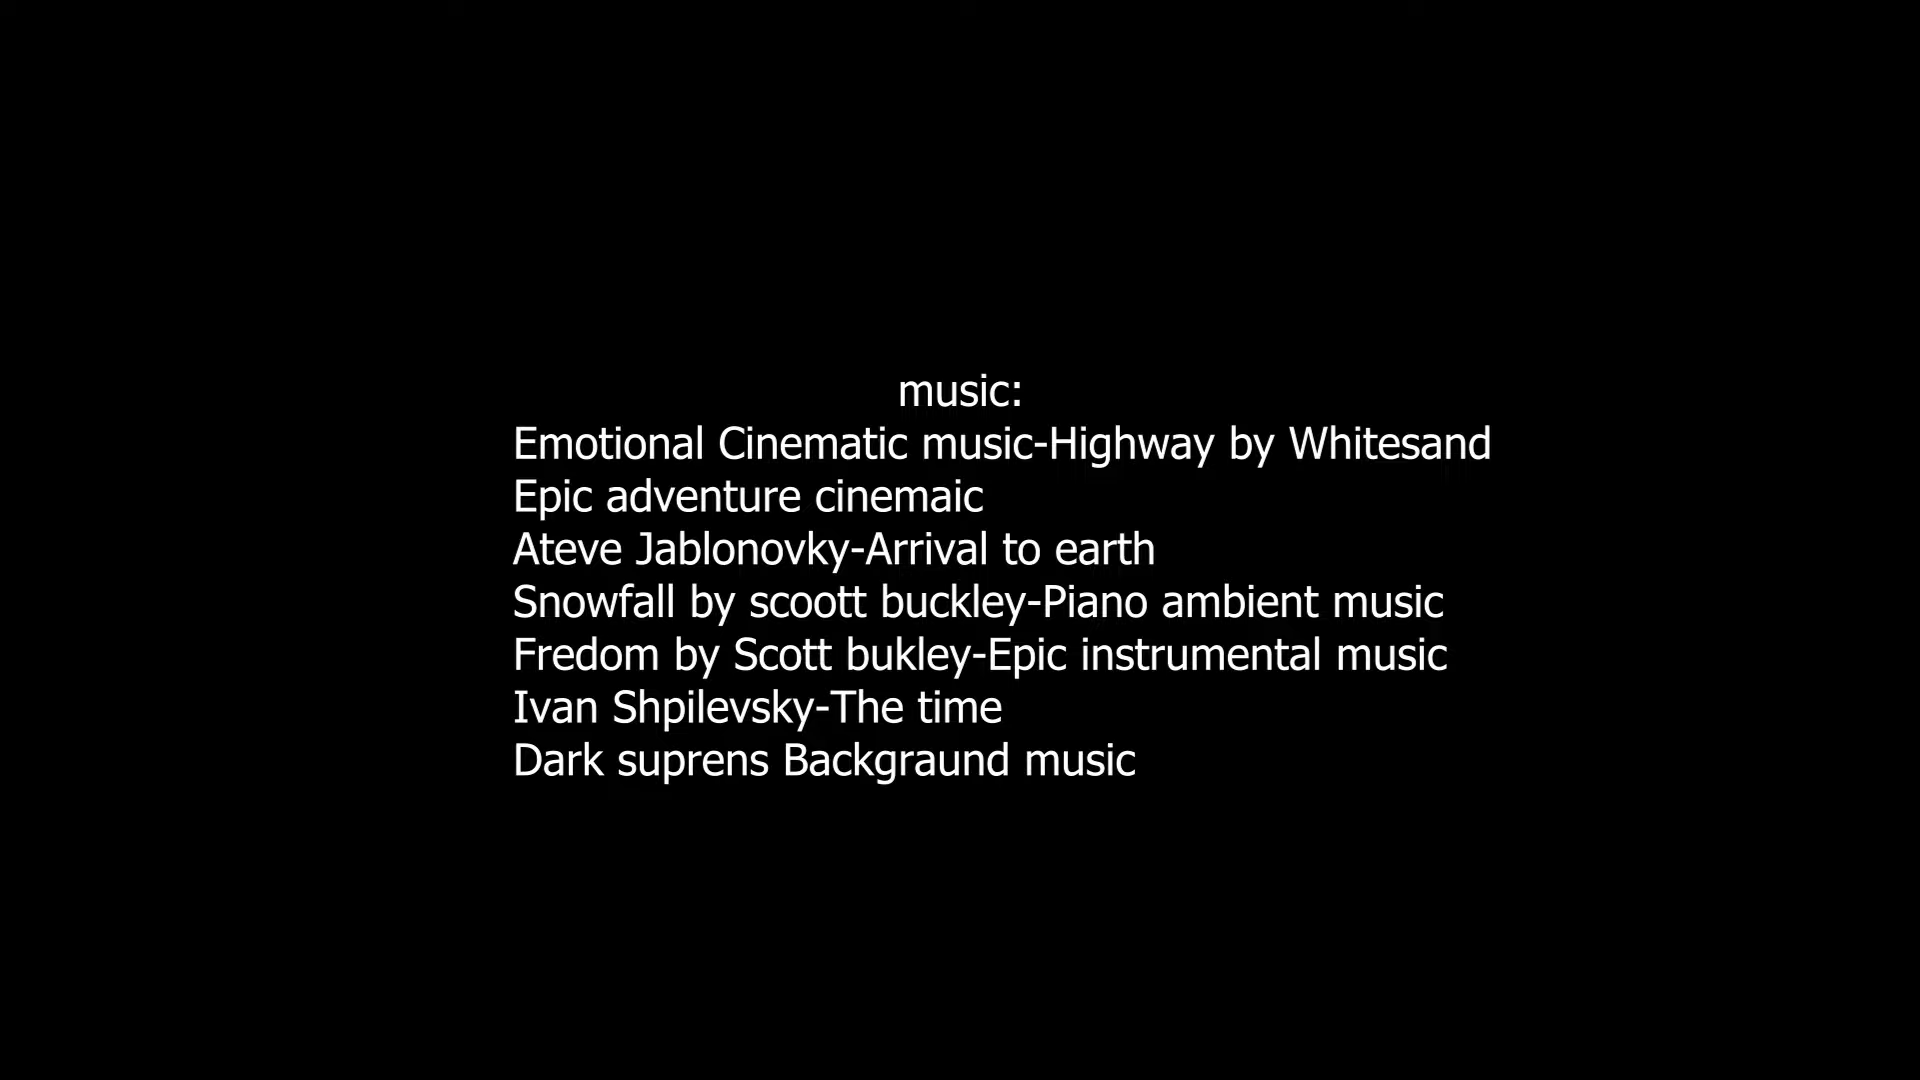 music:
Emotional Cinematic music-Highway by Whitesand
Epic adventure cinemaic
Ateve Jablonovky-Arrival to earth
Snowfall by scoott buckley-Piano ambient music
Fredom by Scott bukley-Epic instrumental music
Ivan Shpilevsky-The time
Dark suprens Backgraund music